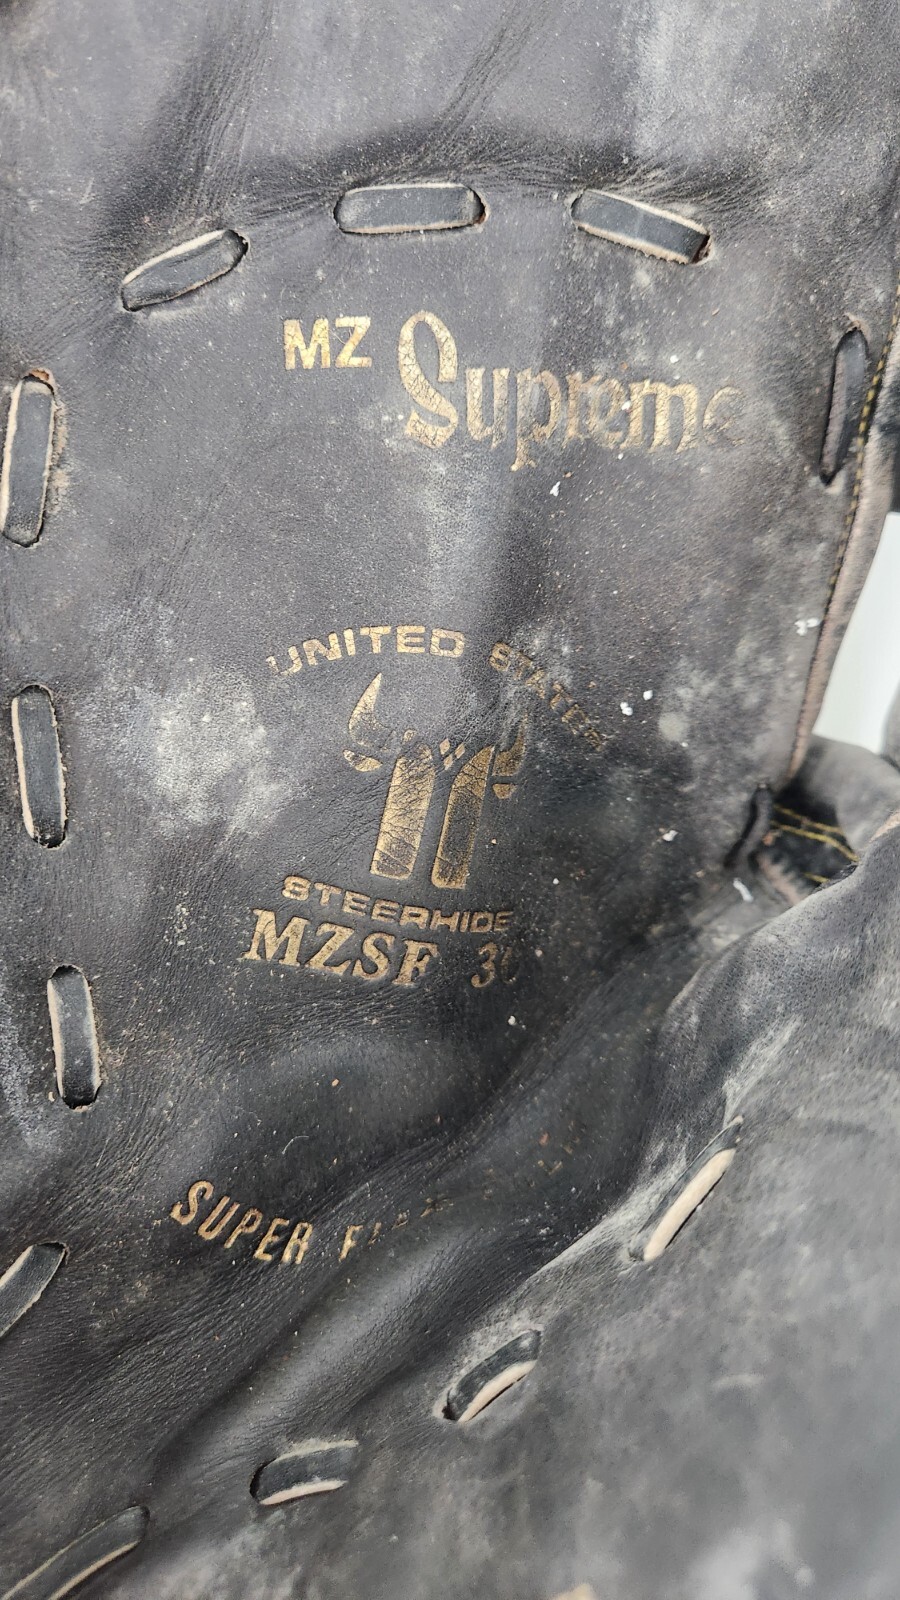 MZ Supreme
UNITED STATES
STEERHIDE
MZSF
SUPER